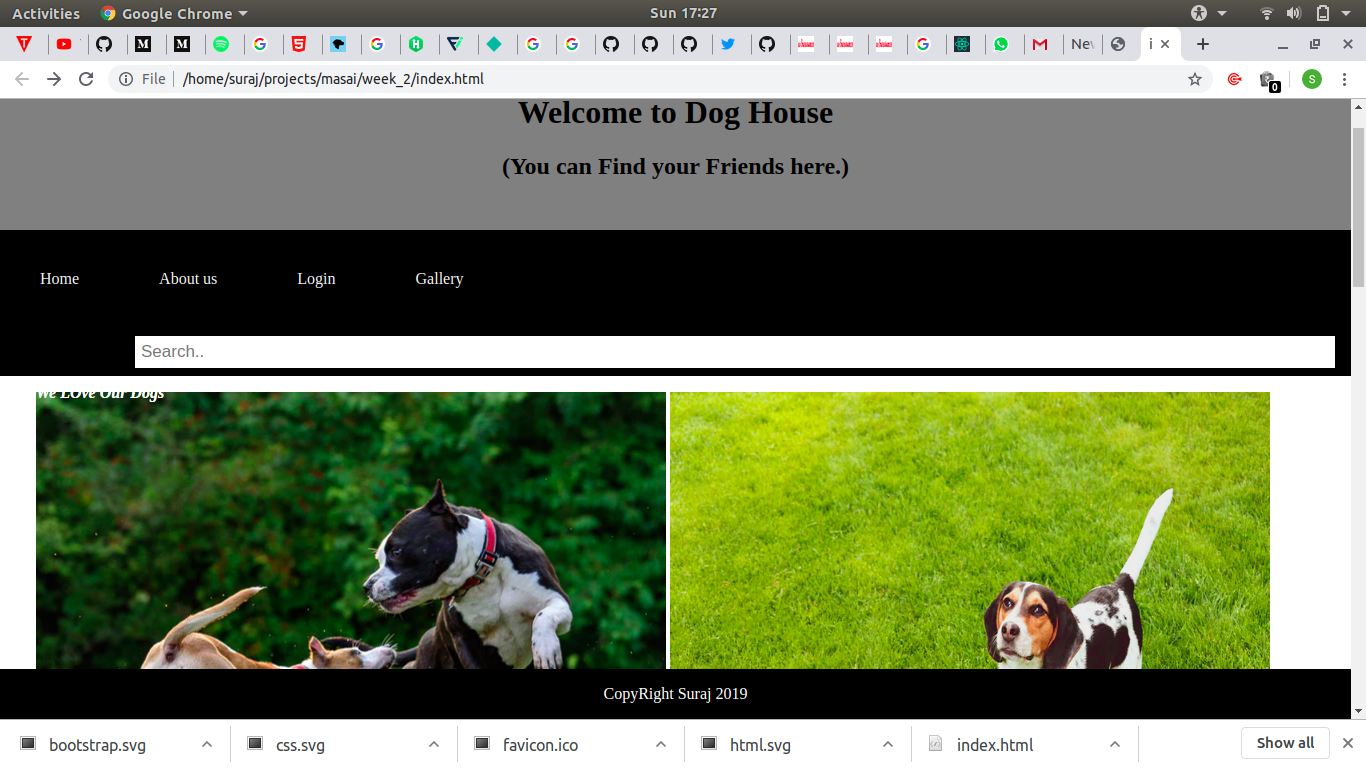 Activities Google Chrome Sun 17:27
New i
File /home/suraj/projects/masai/week_2/index.html 0 S
Welcome to Dog House
(You can Find your Friends here.)
Home About us Login Gallery
Search..
We LOve Our Dogs
CopyRight Suraj 2019
bootstrap.svg css.svg favicon.ico html.svg index.html Show all